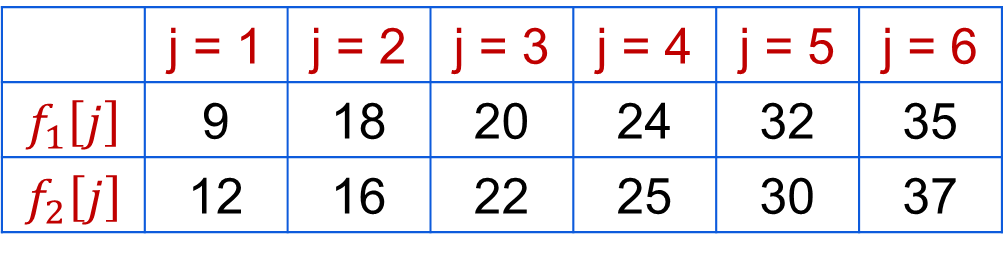 j = 1 j = 2 j = 3 j = 4 j = 5 j = 6
f₁[j] 9 18 20 24 32 35
f₂[j] 12 16 22 25 30 37